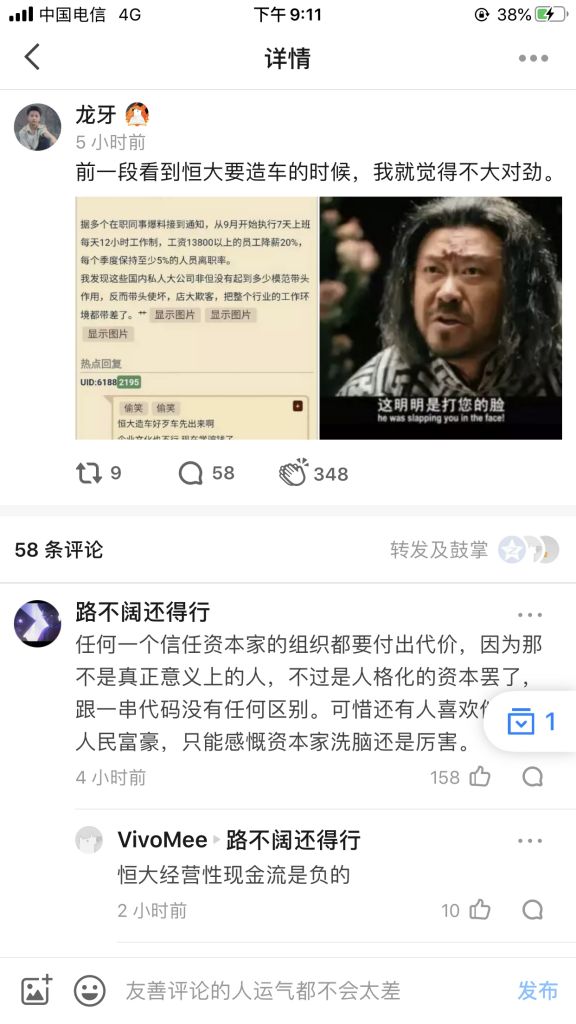 中国电信 4G 下午9:11 38%
详情
龙牙
5 小时前
前一段看到恒大要造车的时候，我就觉得不大对劲。
据多个在职同事爆料接到通知，从9月开始执行7天上班
每天12小时工作制，工资13800以上的员工降薪20%，
每个季度保持至少5%的人员离职率。
我发现这些国内私人大公司非但没有起到多少模范带头
作用，反而带头使坏，店大欺客，把整个行业的工作环
境都带差了。 显示图片 显示图片
显示图片
热点回复
UID:6188 2195
偷笑 偷笑
恒大造车好歹车先出来啊
这明明是打您的脸
he was slapping you in the face!
9 58 348
58 条评论 转发及鼓掌
路不阔还得行
任何一个信任资本家的组织都要付出代价，因为那
不是真正意义上的人，不过是人格化的资本罢了，
跟一串代码没有任何区别。可惜还有人喜欢
人民富豪，只能感慨资本家洗脑还是厉害。
1
4 小时前 158
VivoMee 路不阔还得行
恒大经营性现金流是负的
2 小时前 10
友善评论的人运气都不会太差 发布